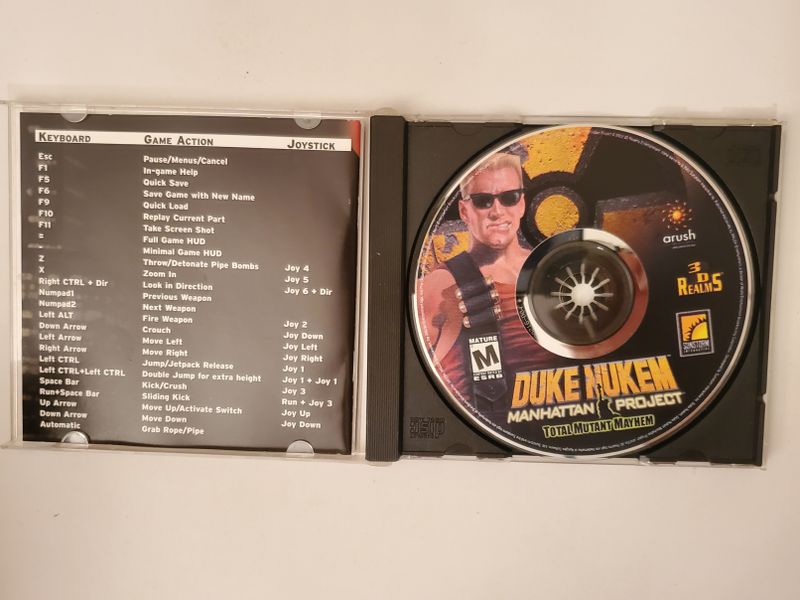 KEYBOARD GAME ACTION JOYSTICK
Esc Pause/Menus/Cancel
F1 In-game Help
F5 Quick Save
F6 Save Game with New Name
F9 Quick Load
F10 Replay Current Part
F11 Take Screen Shot
= Full Game HUD
Minimal Game HUD
Z Throw/Detonate Pipe Bombs Joy 4
X Zoom In Joy 5
Right CTRL + Dir Look in Direction Joy 6 + Dir
Numpad1 Previous Weapon
Numpad2 Next Weapon
Left ALT Fire Weapon Joy 2
Down Arrow Crouch Joy Down
Left Arrow Move Left Joy Left
Right Arrow Move Right Joy Right
Left CTRL Jump/Jetpack Release Joy 1
Left CTRL+Left CTRL Double Jump for extra height Joy 1 + Joy 1
Space Bar Kick/Crush Joy 3
Run+Space Bar Sliding Kick Run + Joy 3
Up Arrow Move Up/Activate Switch Joy Up
Down Arrow Move Down Joy Down
Automatic Grab Rope/Pipe
arush
3
D
REALMS
SUNSTORM
INTERACTIVE
MATURE
M
ESRB
DUKE NUKEM
MANHATTAN PROJECT
TOTAL MUTANT MAYHEM